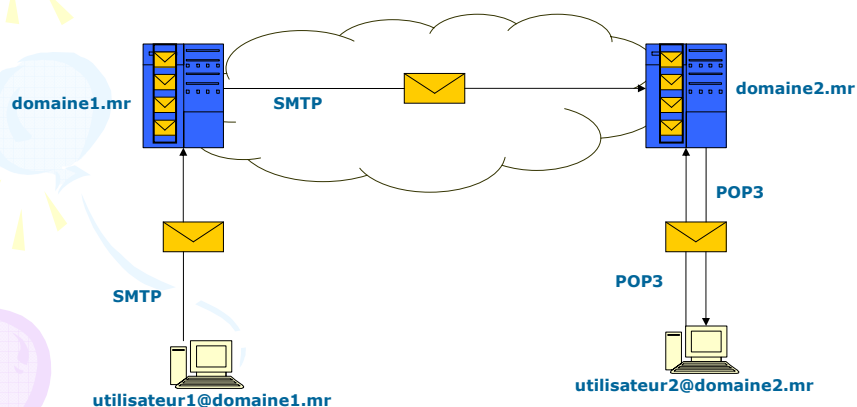 domaine1.mr
SMTP
domaine2.mr
POP3
SMTP
POP3
utilisateur1@domaine1.mr
utilisateur2@domaine2.mr